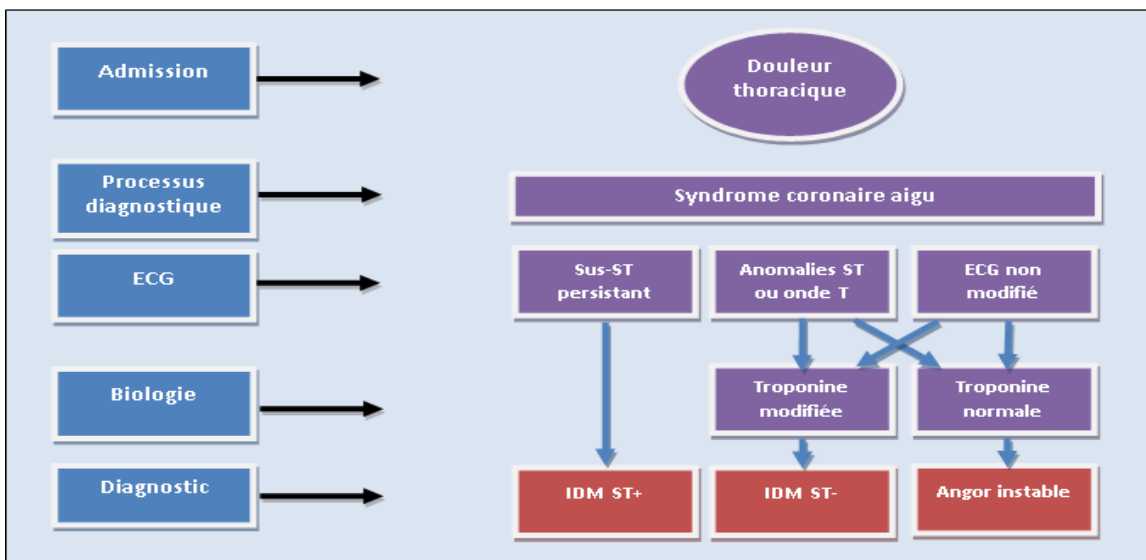 Admission
Douleur
thoracique
Processus
diagnostique
Syndrome coronaire aigu
ECG
Sus-ST
persistant
Anomalies ST
ou onde T
ECG non
modifié
Biologie
Troponine
modifiée
Troponine
normale
Diagnostic
IDM ST+
IDM ST-
Angor instable